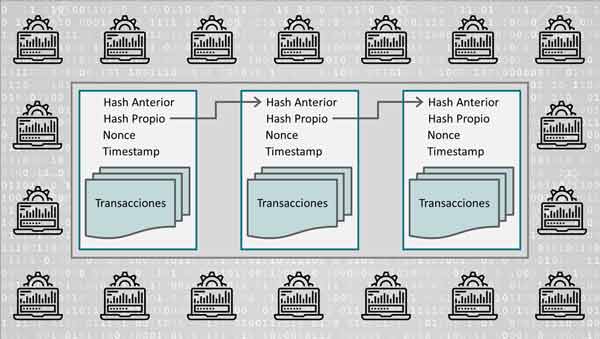 Hash Anterior
Hash Propio
Nonce
Timestamp
Transacciones
Hash Anterior
Hash Propio
Nonce
Timestamp
Transacciones
Hash Anterior
Hash Propio
Nonce
Timestamp
Transacciones